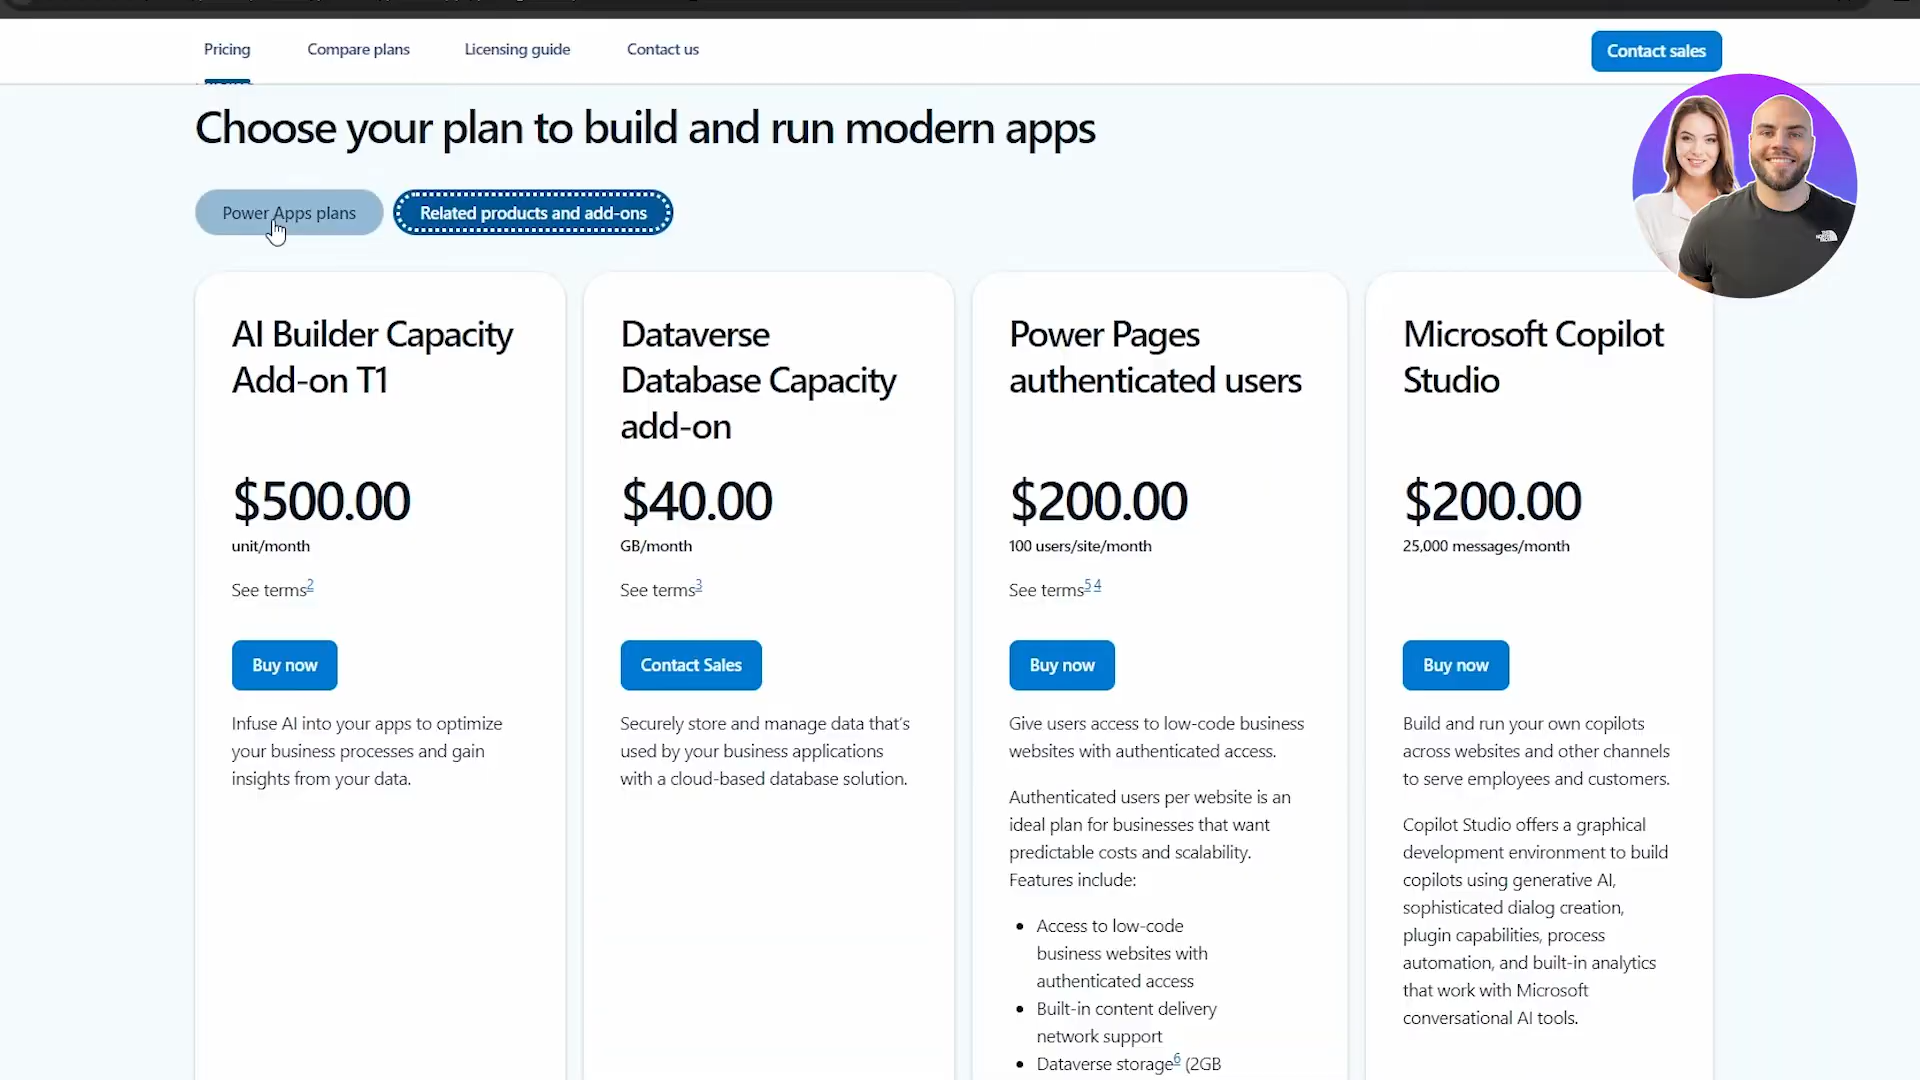 Pricing
Compare plans
Licensing guide
Contact us
Contact sales
Choose your plan to build and run modern apps
Power Apps plans
Related products and add-ons
AI Builder Capacity
Add-on T1
$500.00
unit/month
See terms2
Buy now
Infuse AI into your apps to optimize
your business processes and gain
insights from your data.
Dataverse
Database Capacity
add-on
$40.00
GB/month
See terms3
Contact Sales
Securely store and manage data that's
used by your business applications
with a cloud-based database solution.
Power Pages
authenticated users
$200.00
100 users/site/month
See terms5 4
Buy now
Give users access to low-code business
websites with authenticated access.
Authenticated users per website is an
ideal plan for businesses that want
predictable costs and scalability.
Features include:
• Access to low-code
business websites with
authenticated access
• Built-in content delivery
network support
• Dataverse storage6 (2GB
Microsoft Copilot
Studio
$200.00
25,000 messages/month
Buy now
Build and run your own copilots
across websites and other channels
to serve employees and customers.
Copilot Studio offers a graphical
development environment to build
copilots using generative AI,
sophisticated dialog creation,
plugin capabilities, process
automation, and built-in analytics
that work with Microsoft
conversational AI tools.